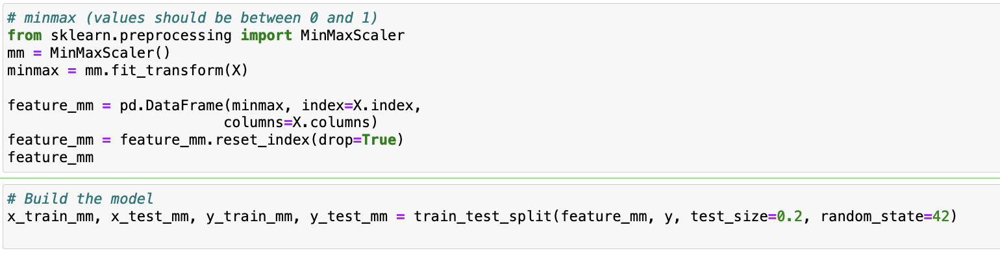 # minmax (values should be between 0 and 1)
from sklearn.preprocessing import MinMaxScaler
mm = MinMaxScaler()
minmax = mm.fit_transform(X)
feature_mm = pd.DataFrame(minmax, index=X.index,
columns=X.columns)
feature_mm = feature_mm.reset_index(drop=True)
feature_mm
# Build the model
x_train_mm, x_test_mm, y_train_mm, y_test_mm = train_test_split(feature_mm, y, test_size=0.2, random_state=42)